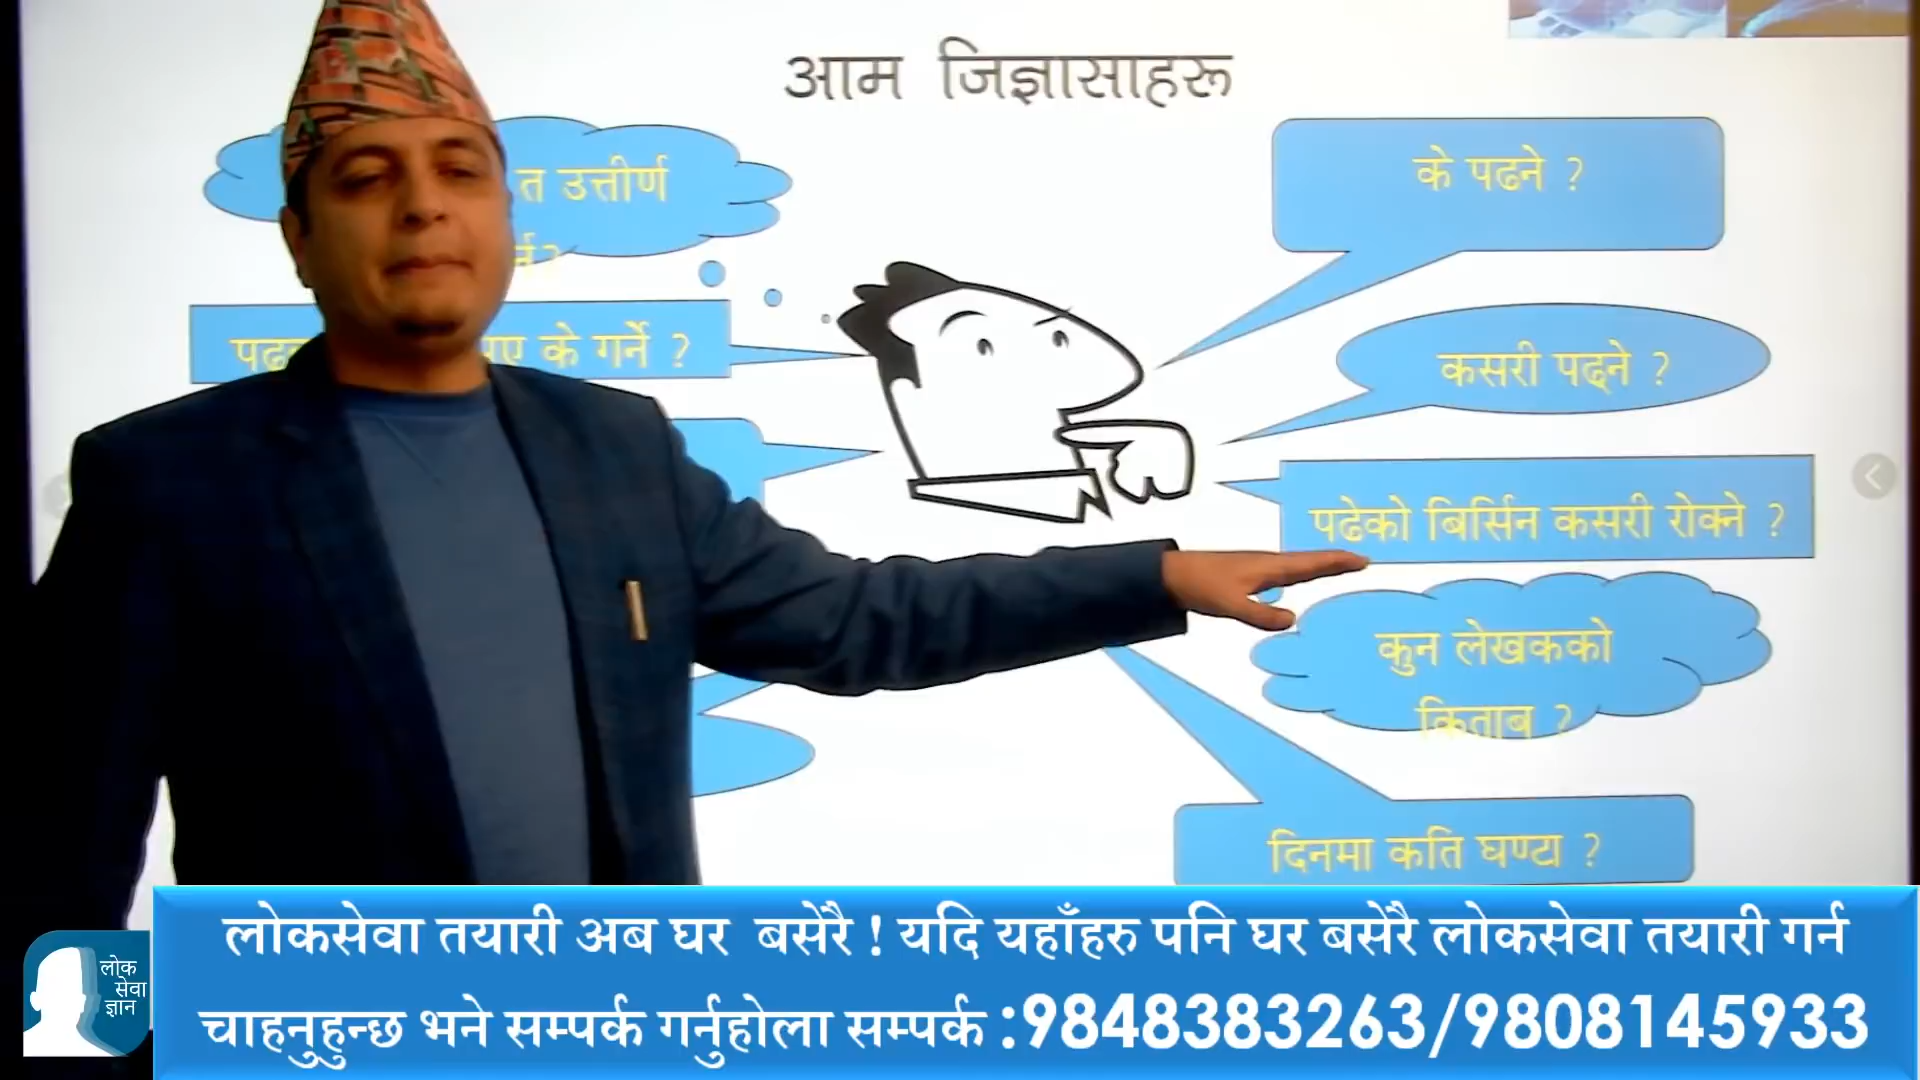 आम जिज्ञासाहरू
त उत्तीर्ण
के पढने ?
के गर्ने ?
कसरी पढ्ने ?
पढेको बिर्सिन कसरी रोक्ने ?
कुन लेखकको
किताब ?
दिनमा कति घण्टा ?
लोकसेवा तयारी अब घर बसेरै ! यदि यहाँहरु पनि घर बसेरै लोकसेवा तयारी गर्न
चाहनुहुन्छ भने सम्पर्क गर्नुहोला सम्पर्क :9848383263/9808145933
लोक
सेवा
ज्ञान